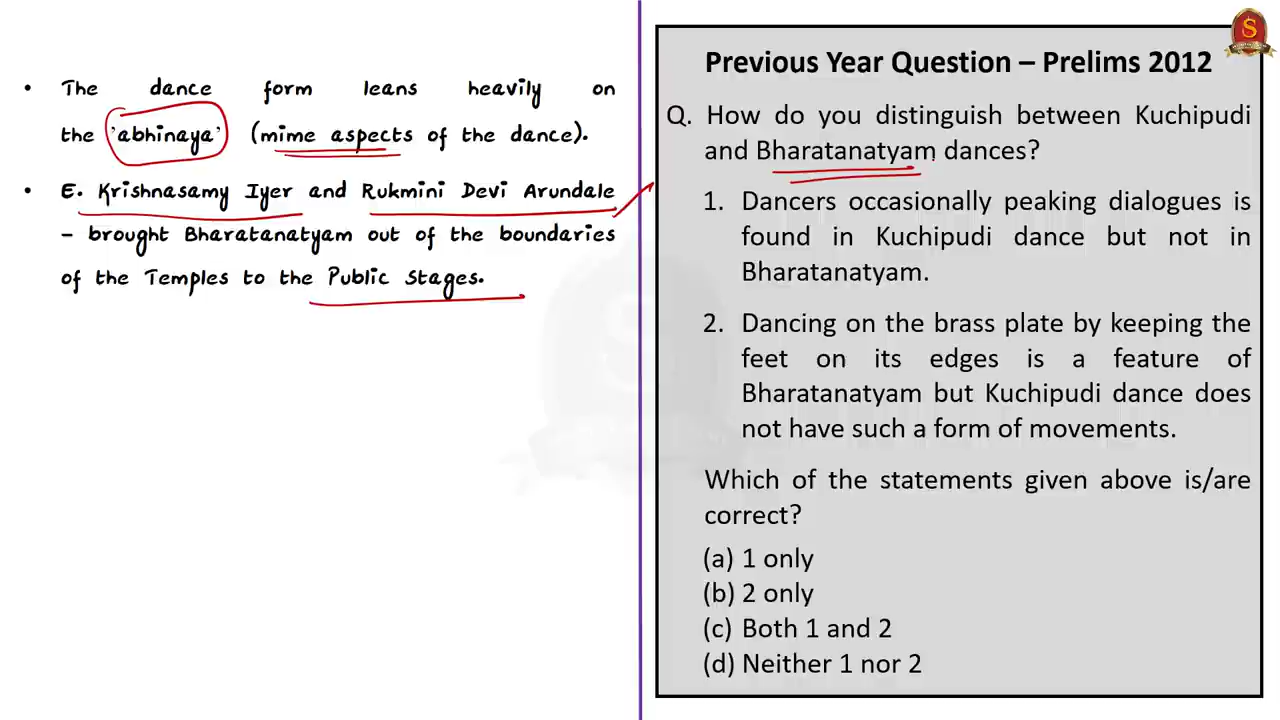 • The dance form leans heavily on
the 'abhinaya' (mime aspects of the dance).
• E. Krishnasamy Iyer and Rukmini Devi Arundale
– brought Bharatanatyam out of the boundaries
of the Temples to the Public Stages.
Previous Year Question – Prelims 2012
Q. How do you distinguish between Kuchipudi
and Bharatanatyam dances?
1. Dancers occasionally peaking dialogues is
found in Kuchipudi dance but not in
Bharatanatyam.
2. Dancing on the brass plate by keeping the
feet on its edges is a feature of
Bharatanatyam but Kuchipudi dance does
not have such a form of movements.
Which of the statements given above is/are
correct?
(a) 1 only
(b) 2 only
(c) Both 1 and 2
(d) Neither 1 nor 2